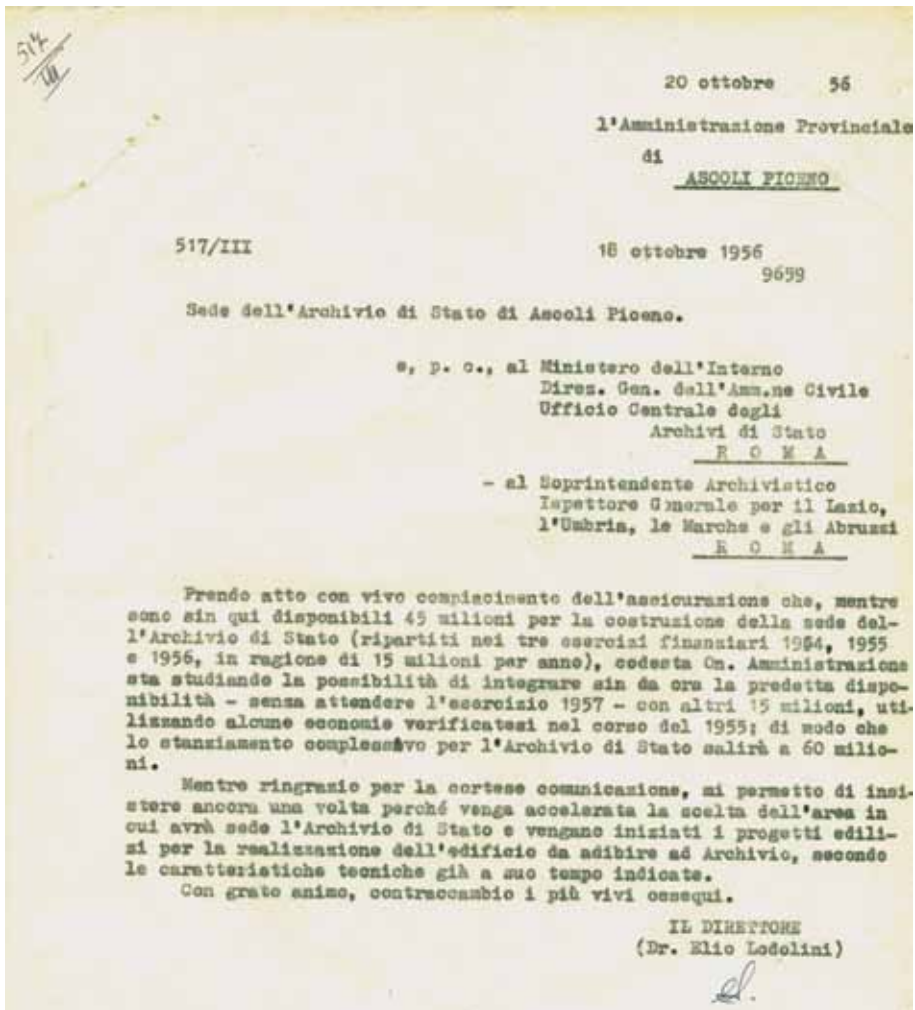 517
III
20 ottobre 56
l'Amministrazione Provinciale
di
ASCOLI PICENO
517/III
18 ottobre 1956
9659
Sede dell'Archivio di Stato di Ascoli Piceno.
e, p. c., al Ministero dell'Interno
Direz. Gen. dell'Amm.ne Civile
Ufficio Centrale degli
Archivi di Stato
R O M A
- al Soprintendente Archivistico
Ispettore Generale per il Lazio,
l'Umbria, le Marche e gli Abruzzi
R O M A
Prendo atto con vivo compiacimento dell'assicurazione che, mentre
sono sin qui disponibili 45 milioni per la costruzione della sede del-
l'Archivio di Stato (ripartiti nei tre esercizi finanziari 1954, 1955
e 1956, in ragione di 15 milioni per anno), codesta On. Amministrazione
sta studiando la possibilità di integrare sin da ora la predetta dispo-
nibilità - senza attendere l'esercizio 1957 - con altri 15 milioni, uti-
lizzando alcune economie verificatesi nel corso del 1955; di modo che
lo stanziamento complessivo per l'Archivio di Stato salirà a 60 milio-
ni.
Mentre ringrazio per la cortese comunicazione, mi permetto di insi-
stere ancora una volta perché venga accelerata la scelta dell'area in
cui avrà sede l'Archivio di Stato e vengano iniziati i progetti edili-
zi per la realizzazione dell'edificio da adibire ad Archivio, secondo
le caratteristiche tecniche già a suo tempo indicate.
Con grato animo, contraccambio i più vivi ossequi.
IL DIRETTORE
(Dr. Elio Lodolini)
el.